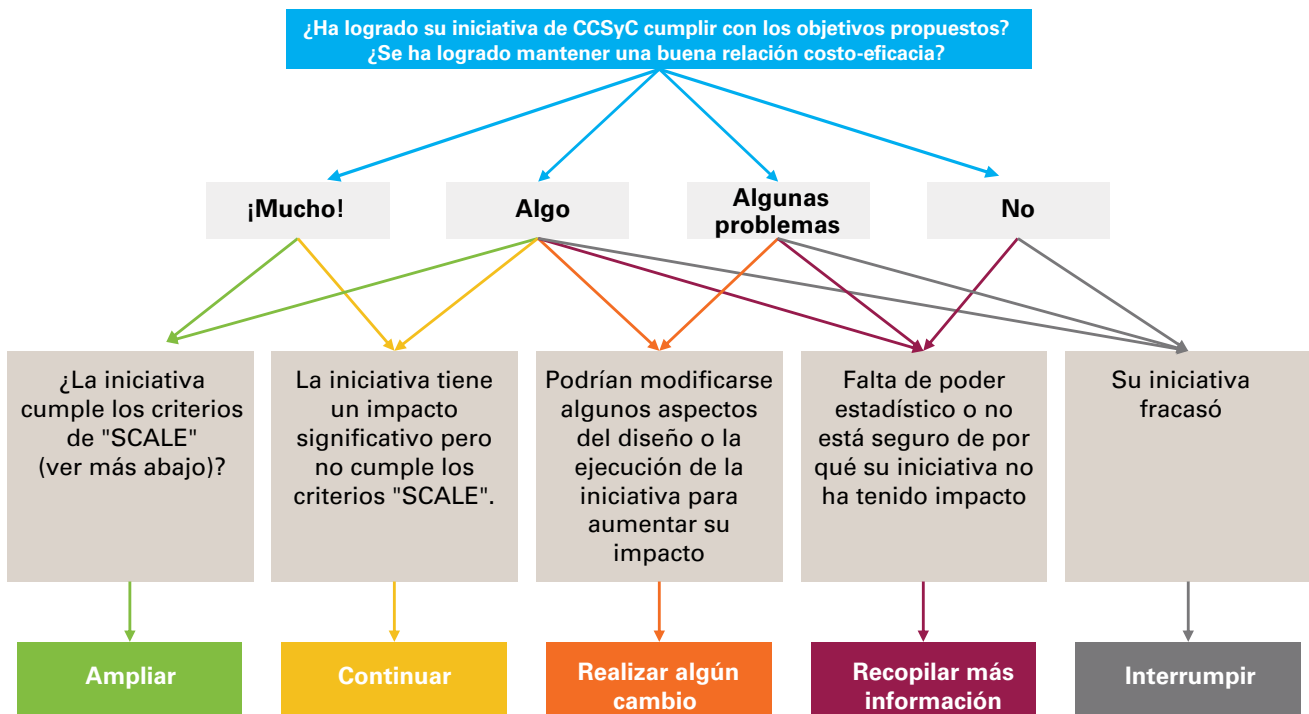 ¿Ha logrado su iniciativa de CCSyC cumplir con los objetivos propuestos?
¿Se ha logrado mantener una buena relación costo-eficacia?
¡Mucho!
Algo
Algunas
problemas
No
¿La iniciativa
cumple los criterios
de "SCALE"
(ver más abajo)?
La iniciativa tiene
un impacto
significativo pero
no cumple los
criterios "SCALE".
Podrían modificarse
algunos aspectos
del diseño o la
ejecución de la
iniciativa para
aumentar su
impacto
Falta de poder
estadístico o no
está seguro de por
qué su iniciativa no
ha tenido impacto
Su iniciativa
fracasó
Ampliar
Continuar
Realizar algún
cambio
Recopilar más
información
Interrumpir